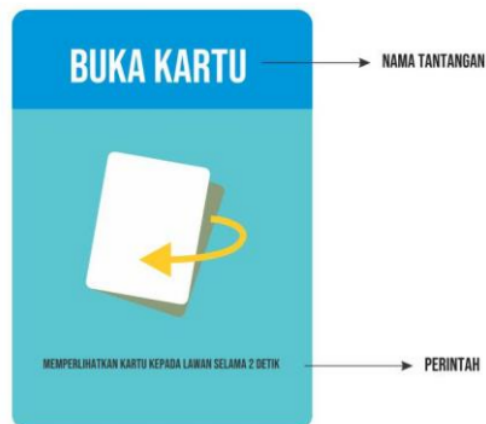 BUKA KARTU
NAMA TANTANGAN
MEMPERLIHATKAN KARTU KEPADA LAWAN SELAMA 2 DETIK
PERINTAH